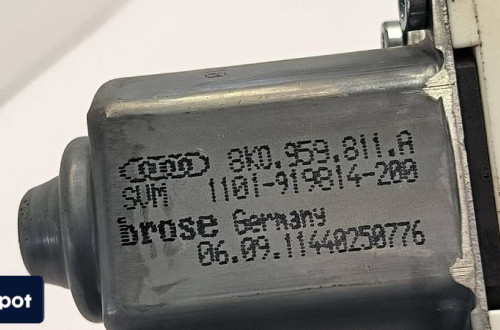 8K0.959.811.A
SVM 1101-919814-200
brose Germany
06.09.11440250776
pot